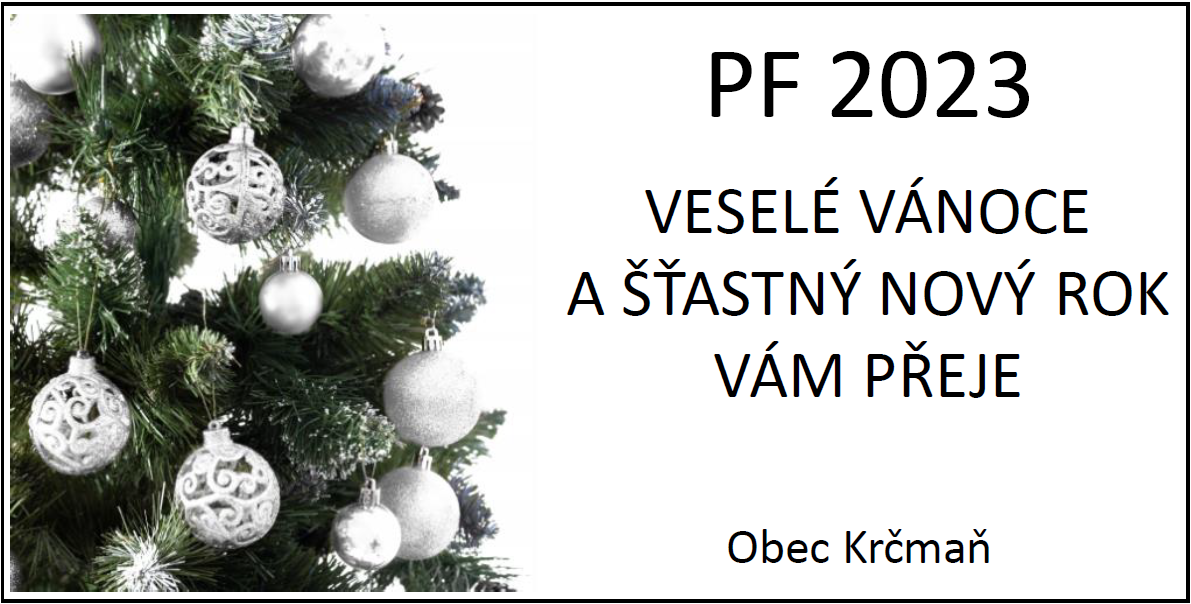 PF 2023
VESELÉ VÁNOCE
A ŠŤASTNÝ NOVÝ ROK
VÁM PŘEJE
Obec Krčmaň